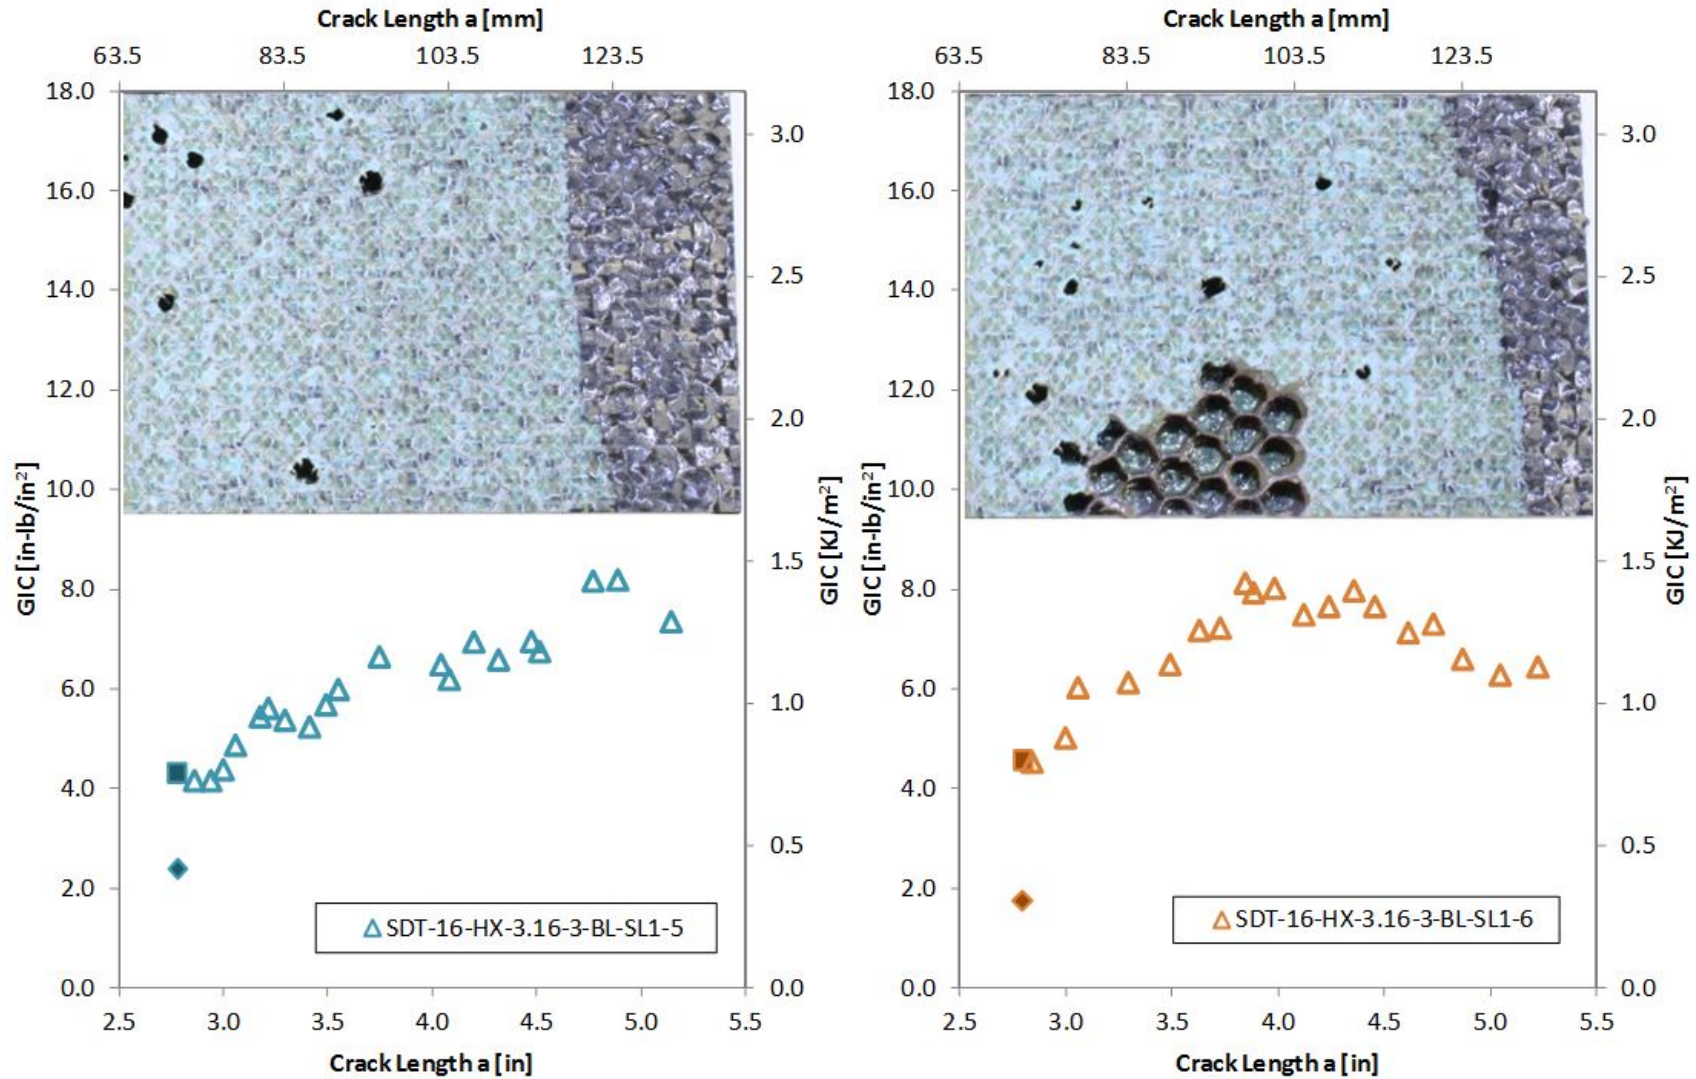 Crack Length a [mm]
63.5 83.5 103.5 123.5
18.0
16.0
14.0
12.0
10.0
8.0
6.0
4.0
2.0
0.0
GIC [in-lb/in²]
3.0
2.5
2.0
1.5
1.0
0.5
0.0
GIC [KJ/m²]
SDT-16-HX-3.16-3-BL-SL1-5
2.5 3.0 3.5 4.0 4.5 5.0 5.5
Crack Length a [in]
Crack Length a [mm]
63.5 83.5 103.5 123.5
18.0
16.0
14.0
12.0
10.0
8.0
6.0
4.0
2.0
0.0
GIC [in-lb/in²]
3.0
2.5
2.0
1.5
1.0
0.5
0.0
GIC [KJ/m²]
SDT-16-HX-3.16-3-BL-SL1-6
2.5 3.0 3.5 4.0 4.5 5.0 5.5
Crack Length a [in]